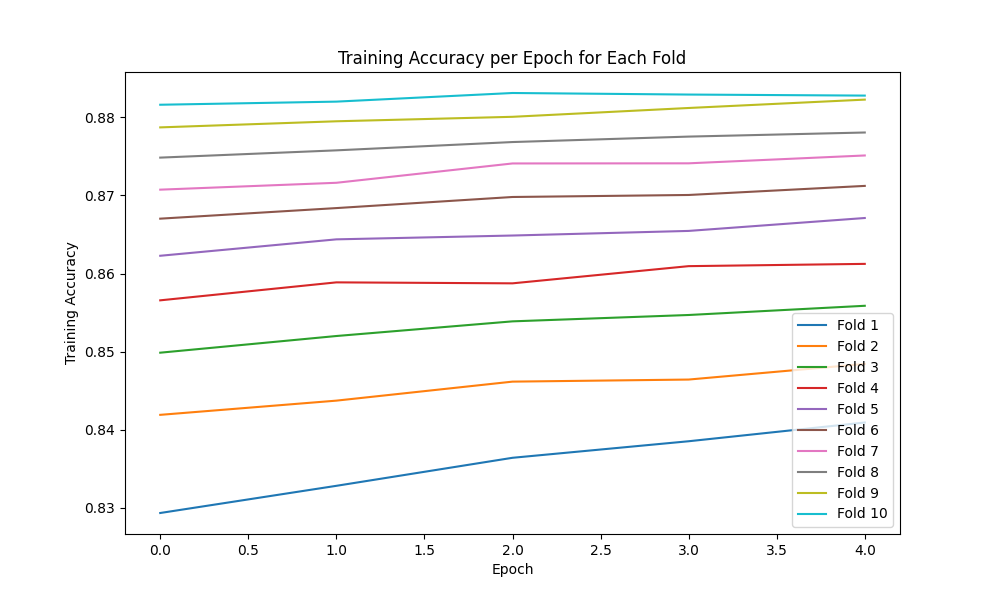 Training Accuracy per Epoch for Each Fold
Training Accuracy
0.88
0.87
0.86
0.85
0.84
0.83
0.0 0.5 1.0 1.5 2.0 2.5 3.0 3.5 4.0
Epoch
Fold 1
Fold 2
Fold 3
Fold 4
Fold 5
Fold 6
Fold 7
Fold 8
Fold 9
Fold 10